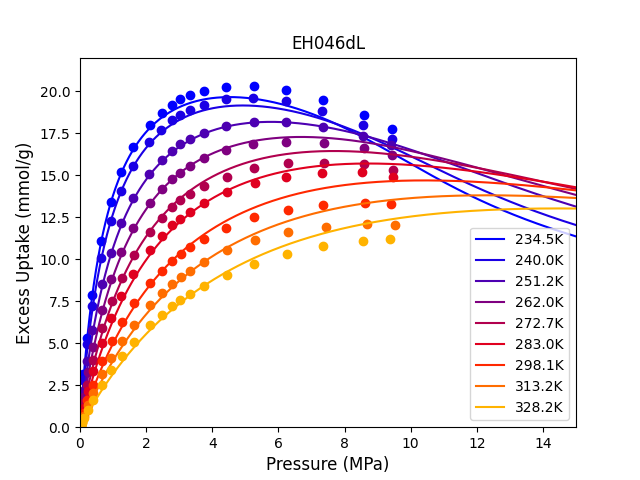 EH046dL
Excess Uptake (mmol/g)
20.0
17.5
15.0
12.5
10.0
7.5
5.0
2.5
0.0
0 2 4 6 8 10 12 14
Pressure (MPa)
234.5K
240.0K
251.2K
262.0K
272.7K
283.0K
298.1K
313.2K
328.2K